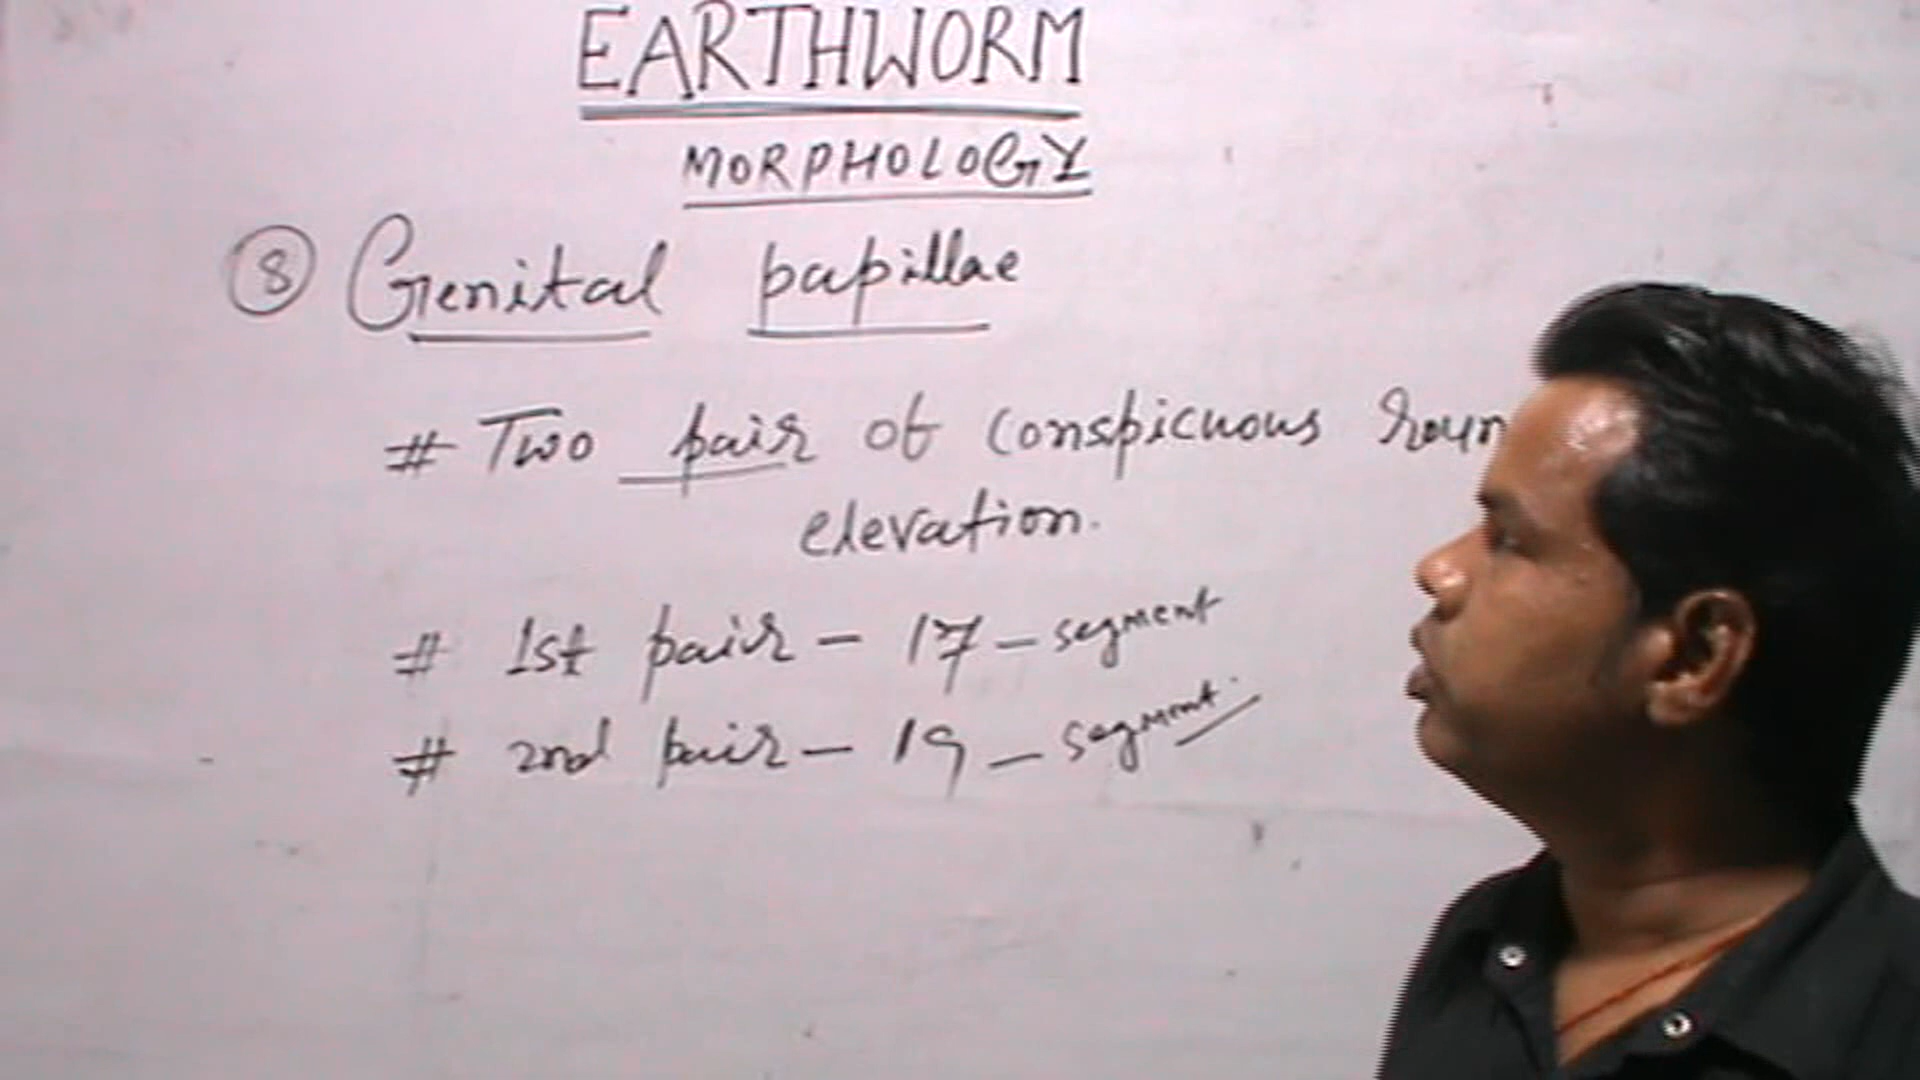 EARTHWORM
MORPHOLOGY
8 Genital papillae
# Two pair of conspicuous
elevation.
# 1st pair - 17 - segment
# 2nd pair - 19 - segment.